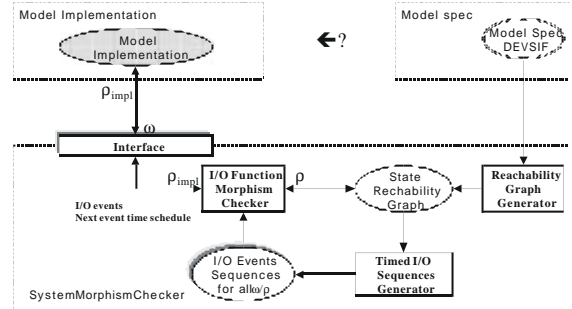 Model Implementation
Model spec
Model
Implementation
←?
Model Spec
DEVSIF
ρimpl
ω
Interface
I/O events
Next event time schedule
ρimpl
I/O Function
Morphism
Checker
ρ
State
Rechability
Graph
Reachability
Graph
Generator
I/O Events
Sequences
for allω/ρ
Timed I/O
Sequences
Generator
SystemMorphismChecker